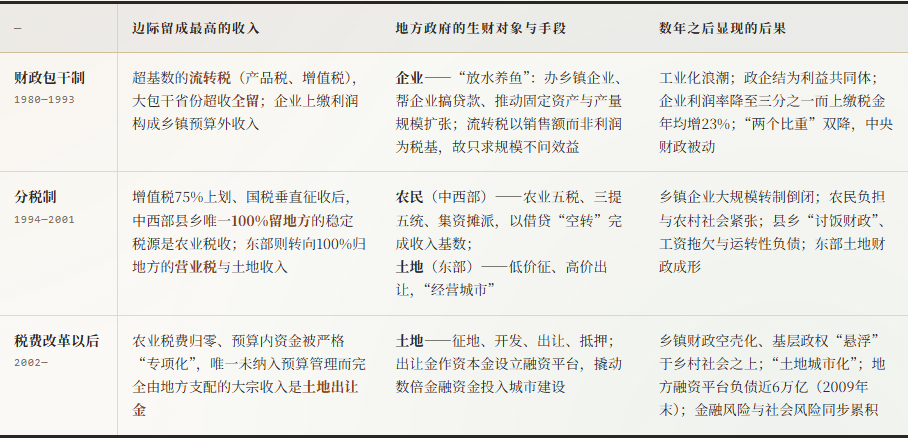 —
边际留成最高的收入
地方政府的生财对象与手段
数年之后显现的后果
财政包干制
1980—1993
超基数的流转税（产品税、增值税），
大包干省份超收全留；企业上缴利润
构成乡镇预算外收入
企业——“放水养鱼”：办乡镇企业、
帮企业搞贷款、推动固定资产与产量
规模扩张；流转税以销售额而非利润
为税基，故只求规模不问效益
工业化浪潮；政企结为利益共同体；
企业利润率降至三分之一而上缴税金
年均增23%；“两个比重”双降，中央
财政被动
分税制
1994—2001
增值税75%上划、国税垂直征收后，
中西部县乡唯一100%留地方的稳定
税源是农业税收；东部则转向100%归
地方的营业税与土地收入
农民（中西部）——农业五税、三提
五统、集资摊派，以借贷“空转”完
成收入基数；
土地（东部）——低价征、高价出
让，“经营城市”
乡镇企业大规模转制倒闭；农民负担
与农村社会紧张；县乡“讨饭财政”、
工资拖欠与运转性负债；东部土地财
政成形
税费改革以后
2002—
农业税费归零、预算内资金被严格
“专项化”，唯一未纳入预算管理而完
全由地方支配的大宗收入是土地出让
金
土地——征地、开发、出让、抵押；
出让金作资本金设立融资平台，撬动
数倍金融资金投入城市建设
乡镇财政空壳化、基层政权“悬浮”
于乡村社会之上；“土地城市化”；地
方融资平台负债近6万亿（2009年
末）；金融风险与社会风险同步累积